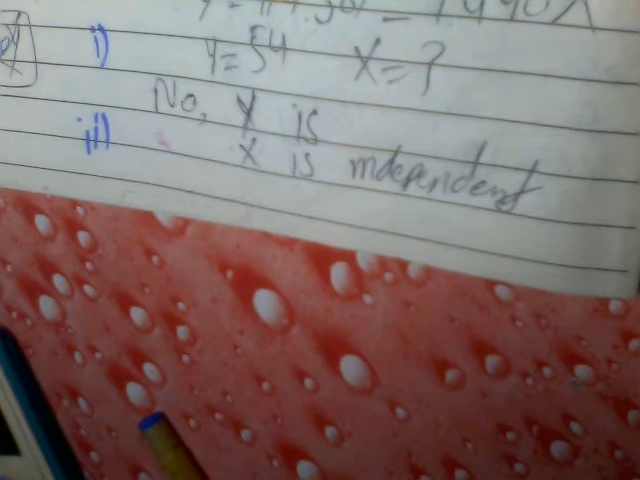 i) Y = 54 X = ?
No, Y is
ii) X is independent